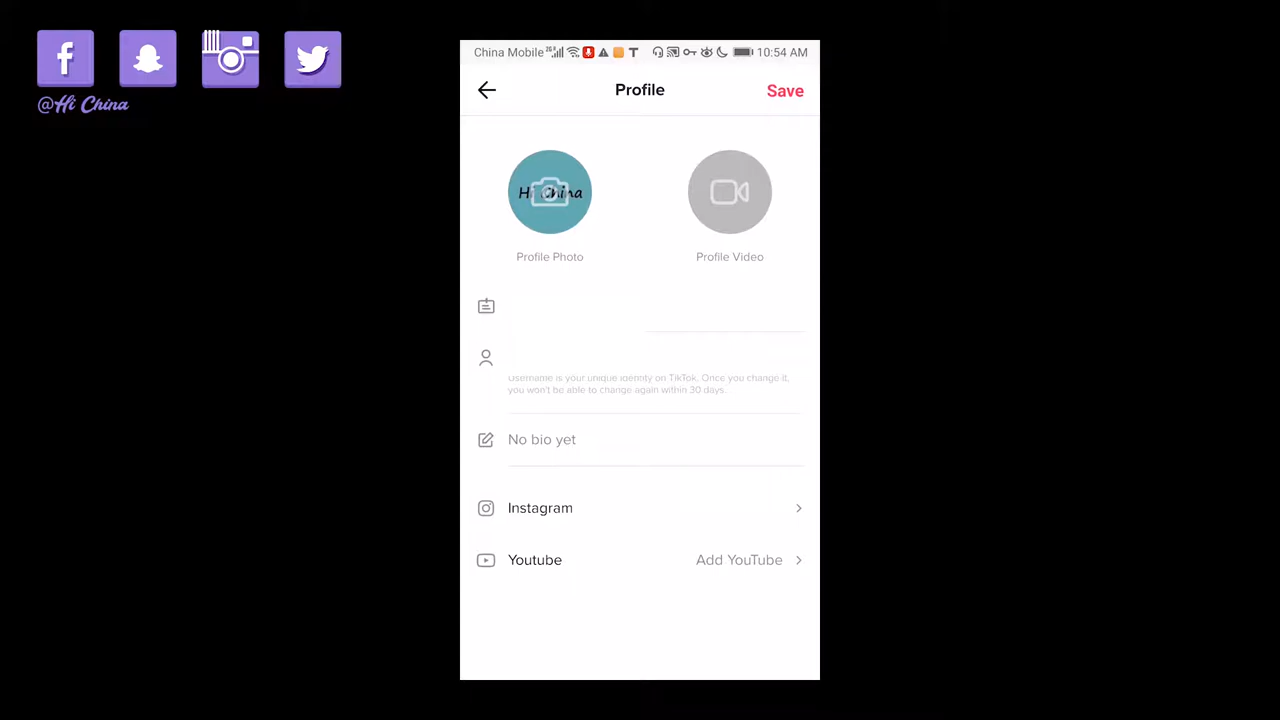 @Hi China
China Mobile 10:54 AM
Profile Save
Hi China
Profile Photo Profile Video
Username is your unique identity on TikTok, Once you change it,
you won't be able to change again within 30 days.
No bio yet
Instagram
Youtube Add YouTube